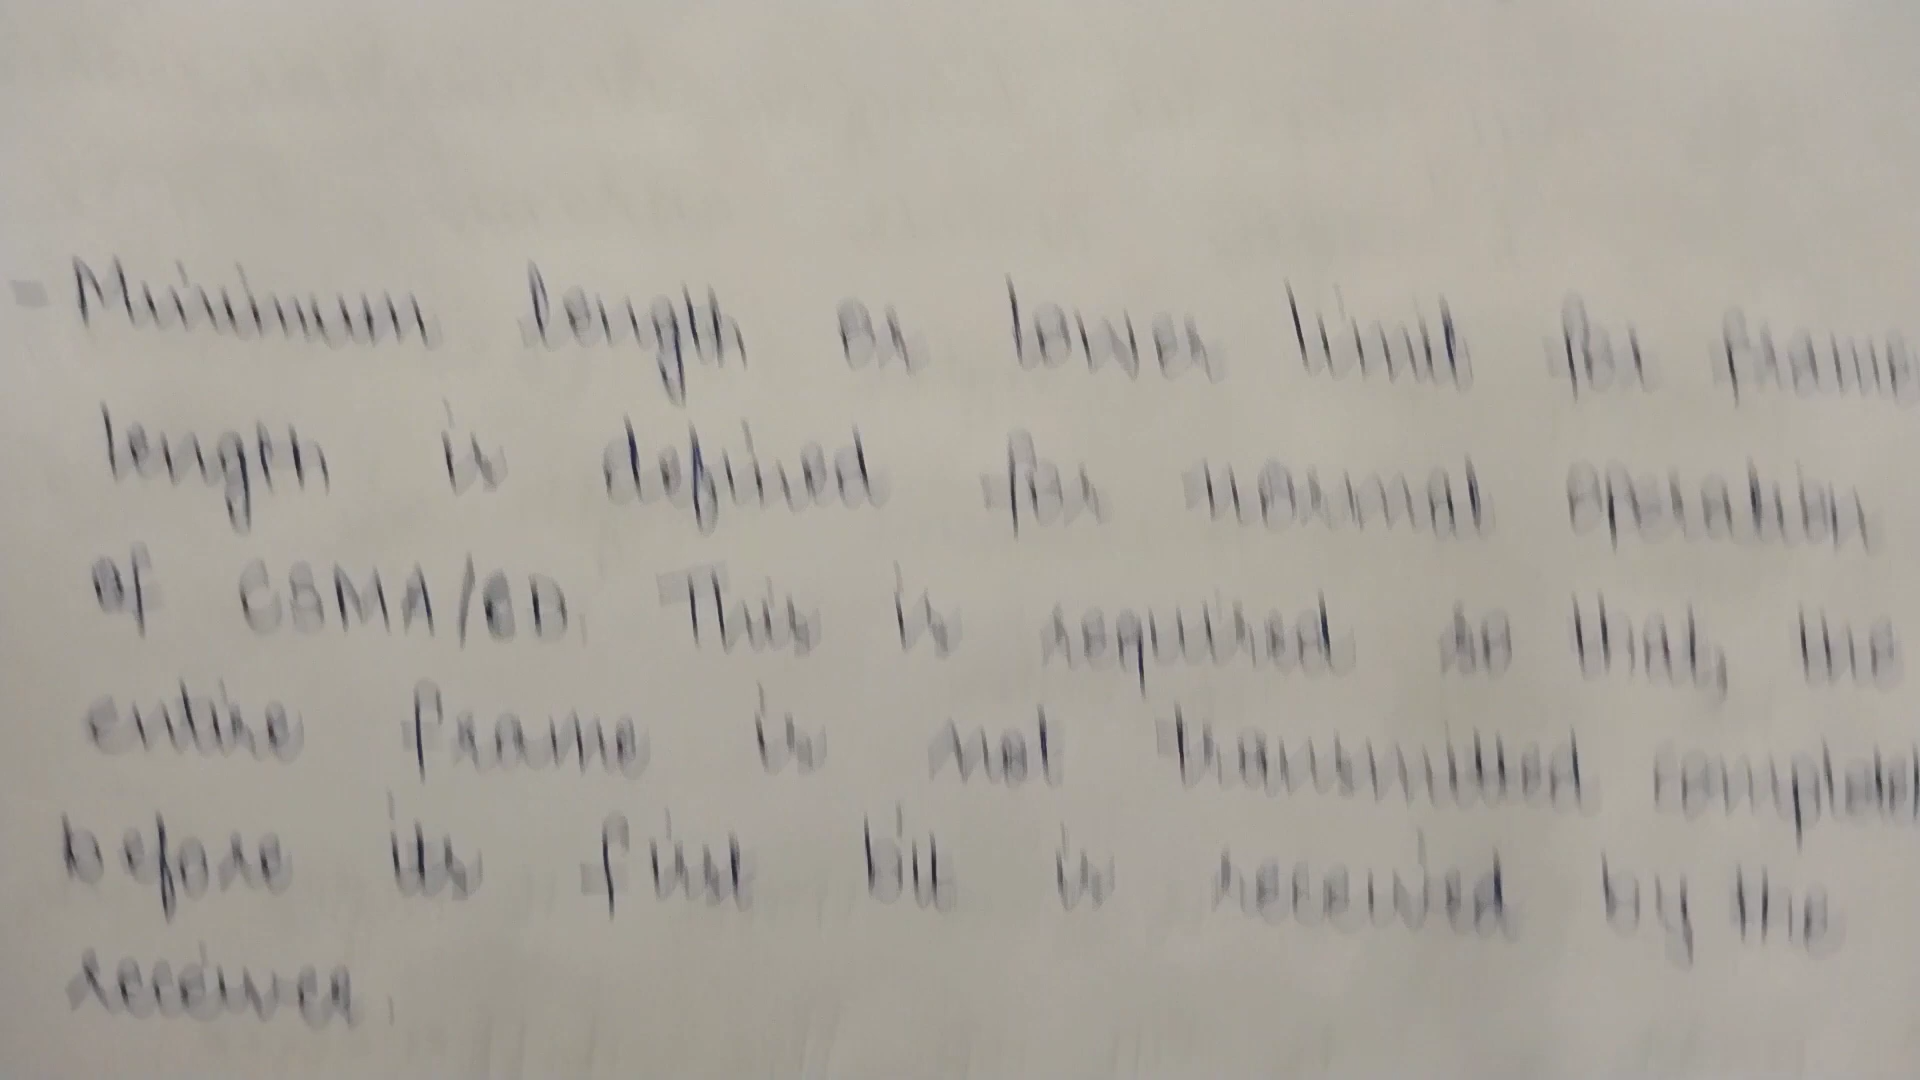 Minimum length or lower limit for frame
length is defined for normal operation
of CSMA/CD. This is required so that, the
entire frame is not transmitted
before its first bit is received by the
receiver.